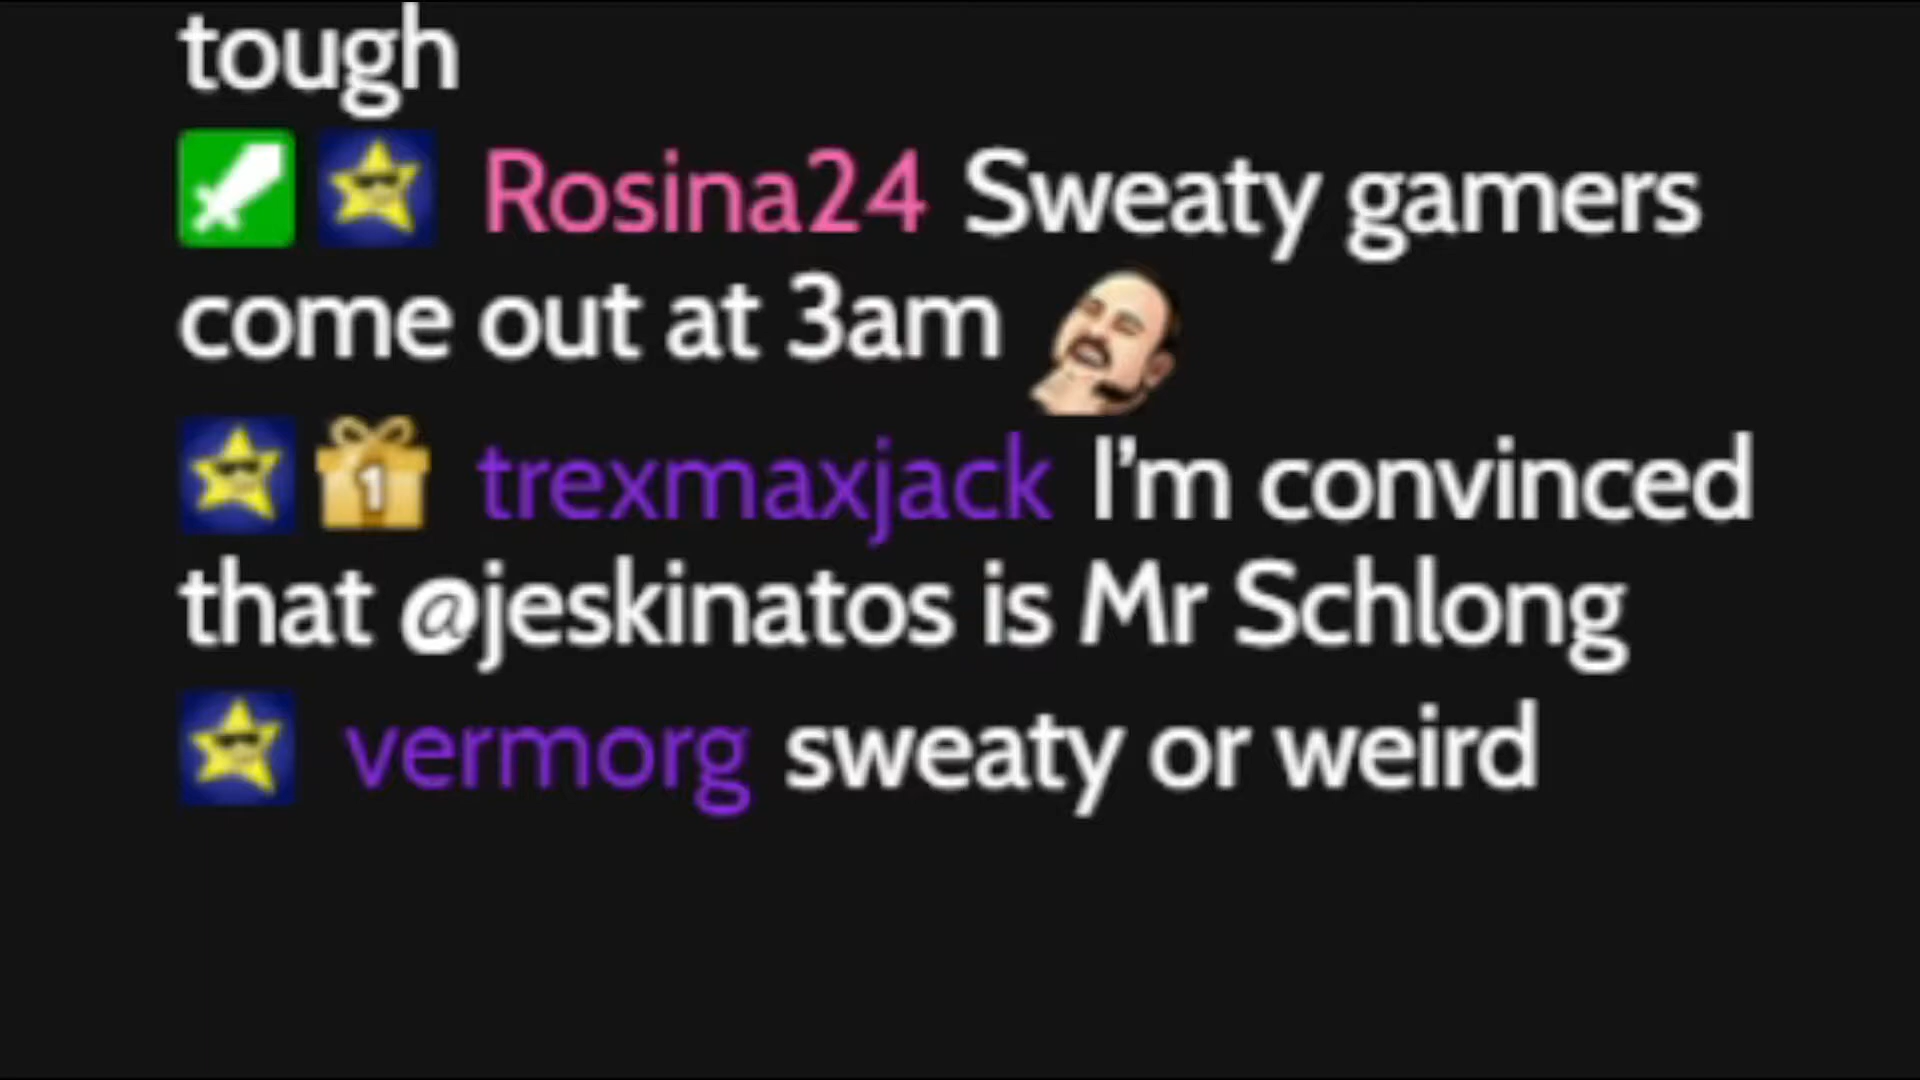 tough
Rosina24 Sweaty gamers
come out at 3am
1 trexmaxjack I'm convinced
that @jeskinatos is Mr Schlong
vermorg sweaty or weird